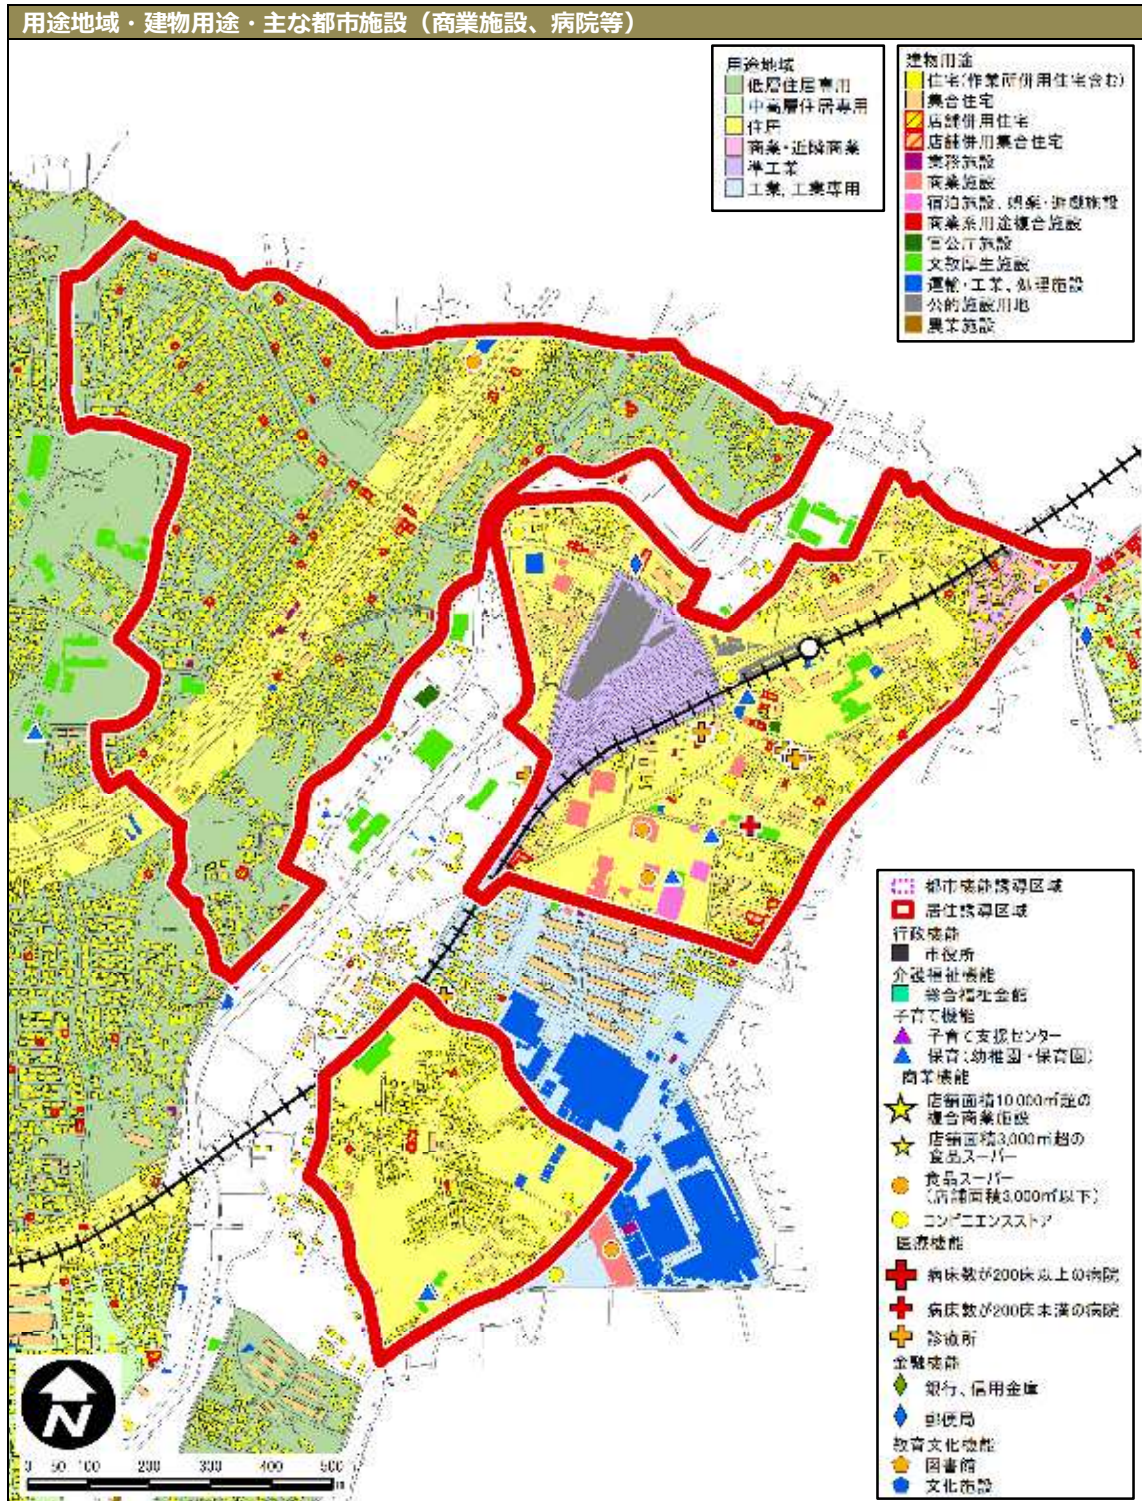 用途地域・建物用途・主な都市施設（商業施設、病院等）
用途地域
低層住居専用
中高層住居専用
住居
商業・近隣商業
準工業
工業、工業専用
建物用途
住宅(作業所併用住宅含む)
集合住宅
店舗併用住宅
店舗併用集合住宅
業務施設
商業施設
宿泊施設、娯楽・遊戯施設
商業系用途複合施設
官公庁施設
文教厚生施設
運輸・工業、処理施設
公的施設用地
農業施設
都市機能誘導区域
居住誘導区域
行政機能
市役所
介護福祉機能
総合福祉会館
子育て機能
子育て支援センター
保育(幼稚園・保育園)
商業機能
店舗面積10,000㎡超の
複合商業施設
店舗面積3,000㎡超の
食品スーパー
食品スーパー
(店舗面積3,000㎡以下)
コンビニエンスストア
医療機能
病床数が200床以上の病院
病床数が200床未満の病院
診療所
金融機能
銀行、信用金庫
郵便局
教育文化機能
図書館
文化施設
N
0 50 100 200 300 400 500
m